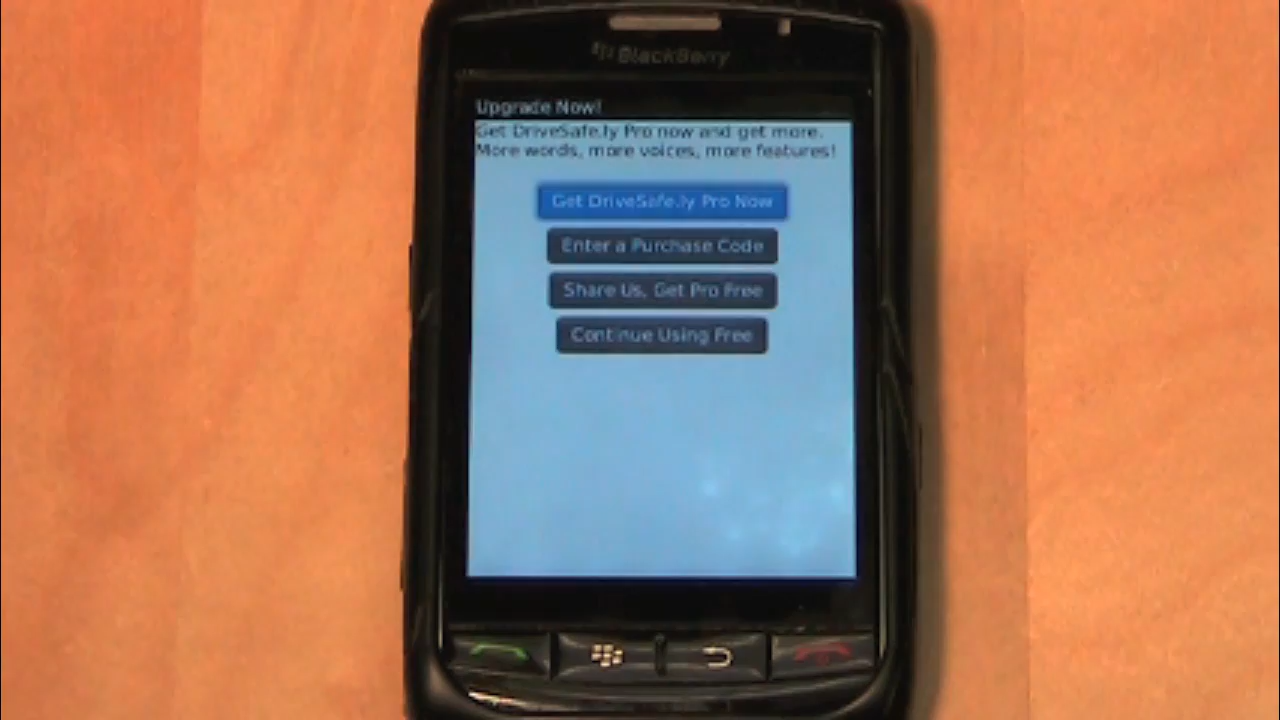 BlackBerry
Upgrade Now!
Get DriveSafe.ly Pro now and get more.
More words, more voices, more features!
Get DriveSafe.ly Pro Now
Enter a Purchase Code
Share Us, Get Pro Free
Continue Using Free